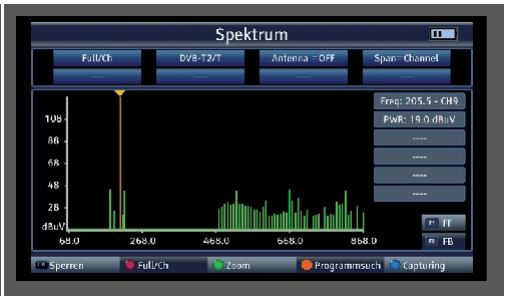 Spektrum
Full/Ch DVB-T2/T Antenna =OFF Span=Channel
---- ---- ---- ----
Freq: 205.5 - CH9
PWR: 19.0 dBuV
----
----
----
----
108
88
68
48
28
dBuV
68.0 268.0 468.0 668.0 868.0
FF
FB
Sperren Full/Ch Zoom Programmsuch Capturing